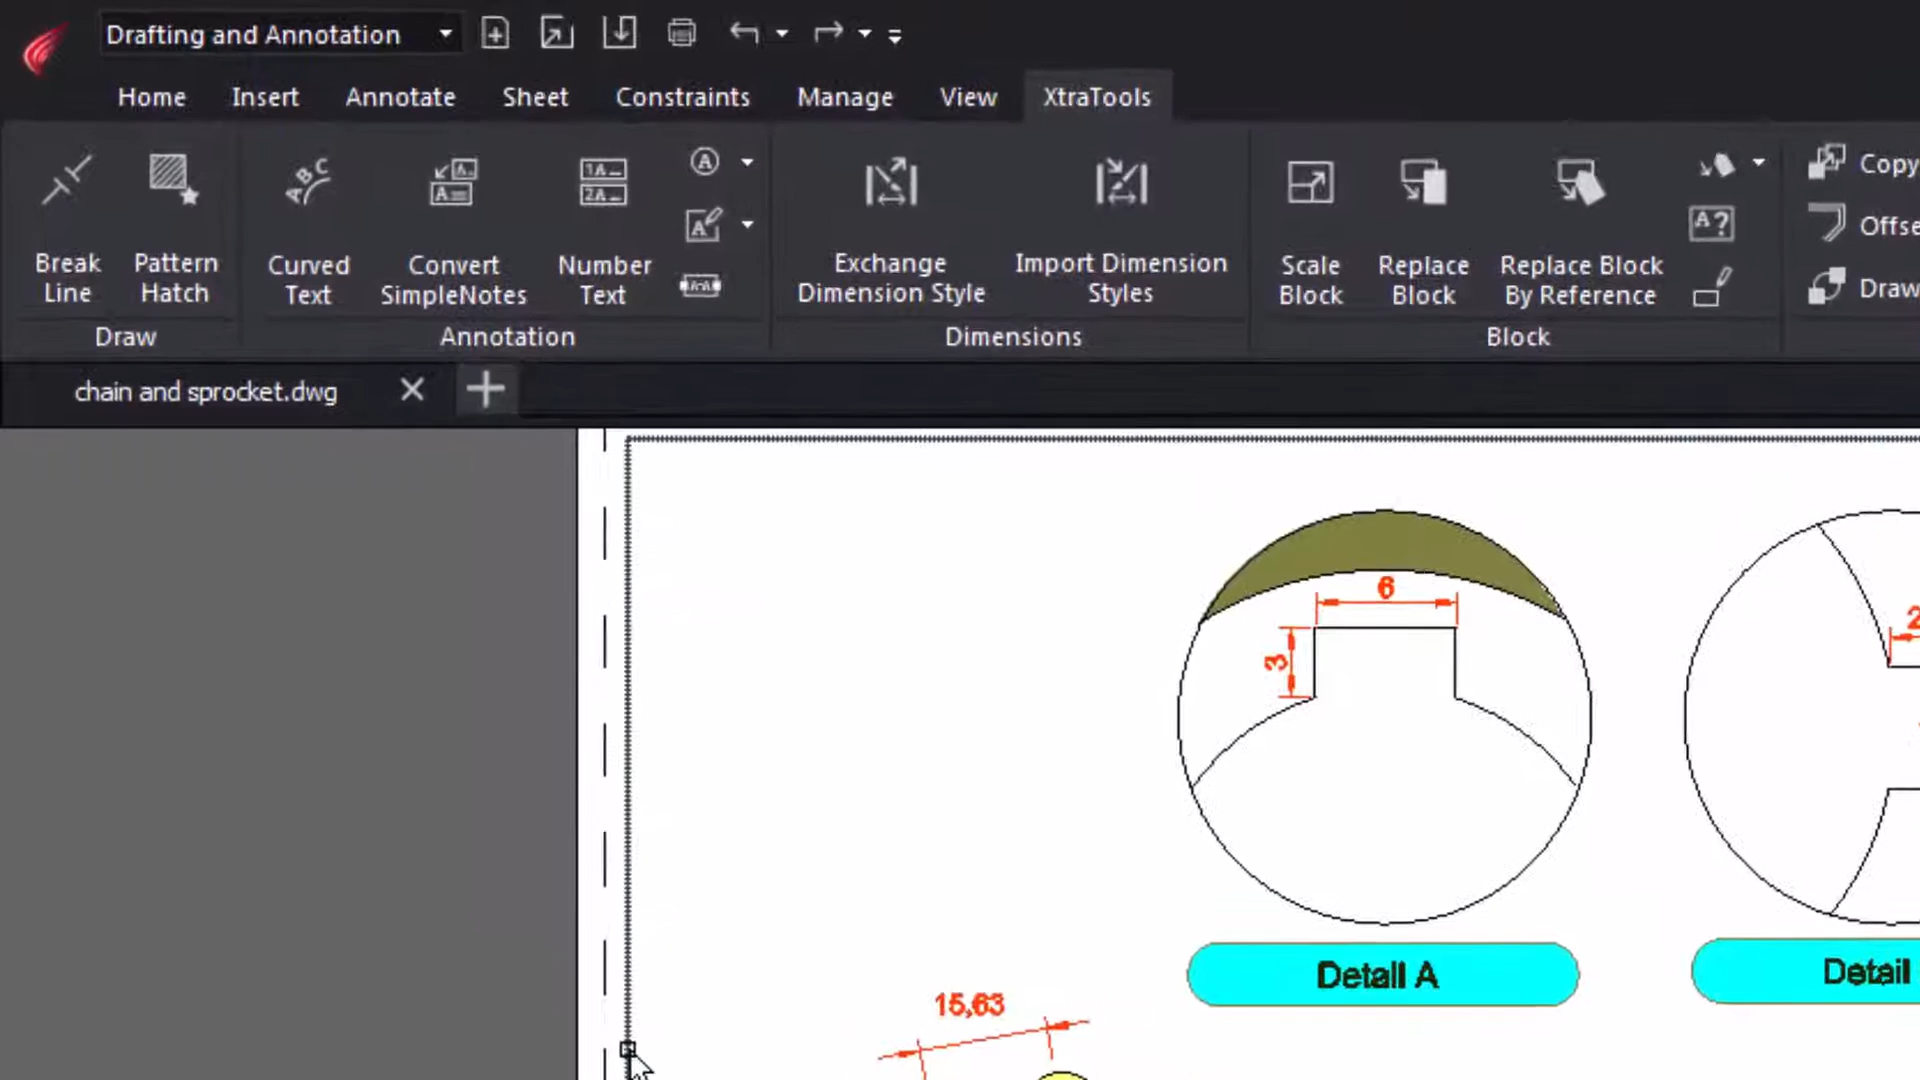 Drafting and Annotation
Home Insert Annotate Sheet Constraints Manage View XtraTools
Break Line
Pattern Hatch
Curved Text
Convert SimpleNotes
Number Text
Exchange Dimension Style
Import Dimension Styles
Scale Block
Replace Block
Replace Block By Reference
Copy
Offse
Draw
Draw
Annotation
Dimensions
Block
chain and sprocket.dwg
6
3
2
Detail A
Detail
15,63